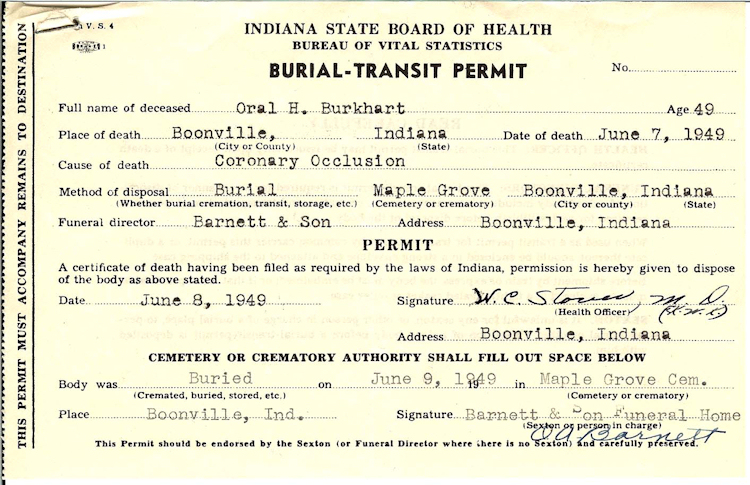 V. S. 4
INDIANA STATE BOARD OF HEALTH
BUREAU OF VITAL STATISTICS
BURIAL-TRANSIT PERMIT
No.
THIS PERMIT MUST ACCOMPANY REMAINS TO DESTINATION
Full name of deceased Oral H. Burkhart Age 49
Place of death Boonville, Indiana Date of death June 7, 1949
(City or County) (State)
Cause of death Coronary Occlusion
Method of disposal Burial Maple Grove Boonville, Indiana
(Whether burial cremation, transit, storage, etc.) (Cemetery or crematory) (City or county) (State)
Funeral director Barnett & Son Address Boonville, Indiana
PERMIT
A certificate of death having been filed as required by the laws of Indiana, permission is hereby given to dispose
of the body as above stated.
Date June 8, 1949 Signature W. C. Stover, M. D.
(Health Officer)
Address Boonville, Indiana
CEMETERY OR CREMATORY AUTHORITY SHALL FILL OUT SPACE BELOW
Body was Buried on June 9, 1949 19 in Maple Grove Cem.
(Cremated, buried, stored, etc.) (Cemetery or crematory)
Place Boonville, Ind. Signature Barnett & Son Funeral Home
(Sexton or person in charge)
O A Barnett
This Permit should be endorsed by the Sexton (or Funeral Director where there is no Sexton) and carefully preserved.